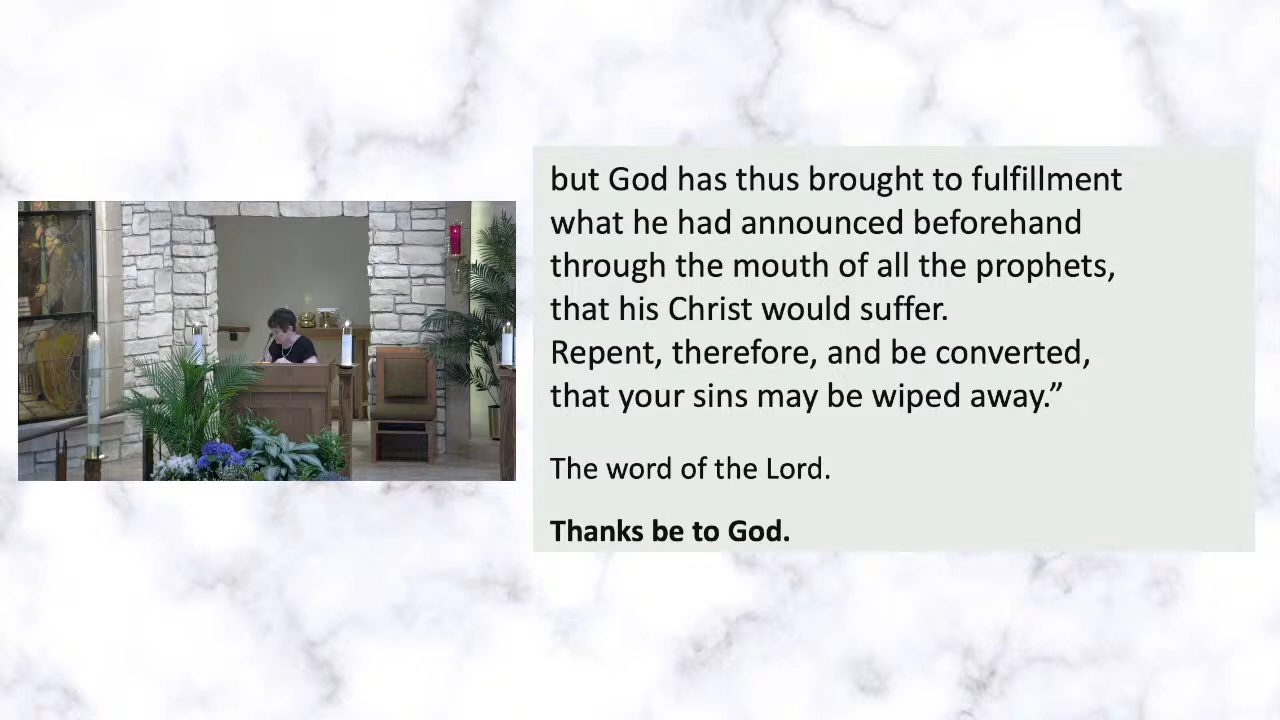 but God has thus brought to fulfillment
what he had announced beforehand
through the mouth of all the prophets,
that his Christ would suffer.
Repent, therefore, and be converted,
that your sins may be wiped away.”
The word of the Lord.
Thanks be to God.